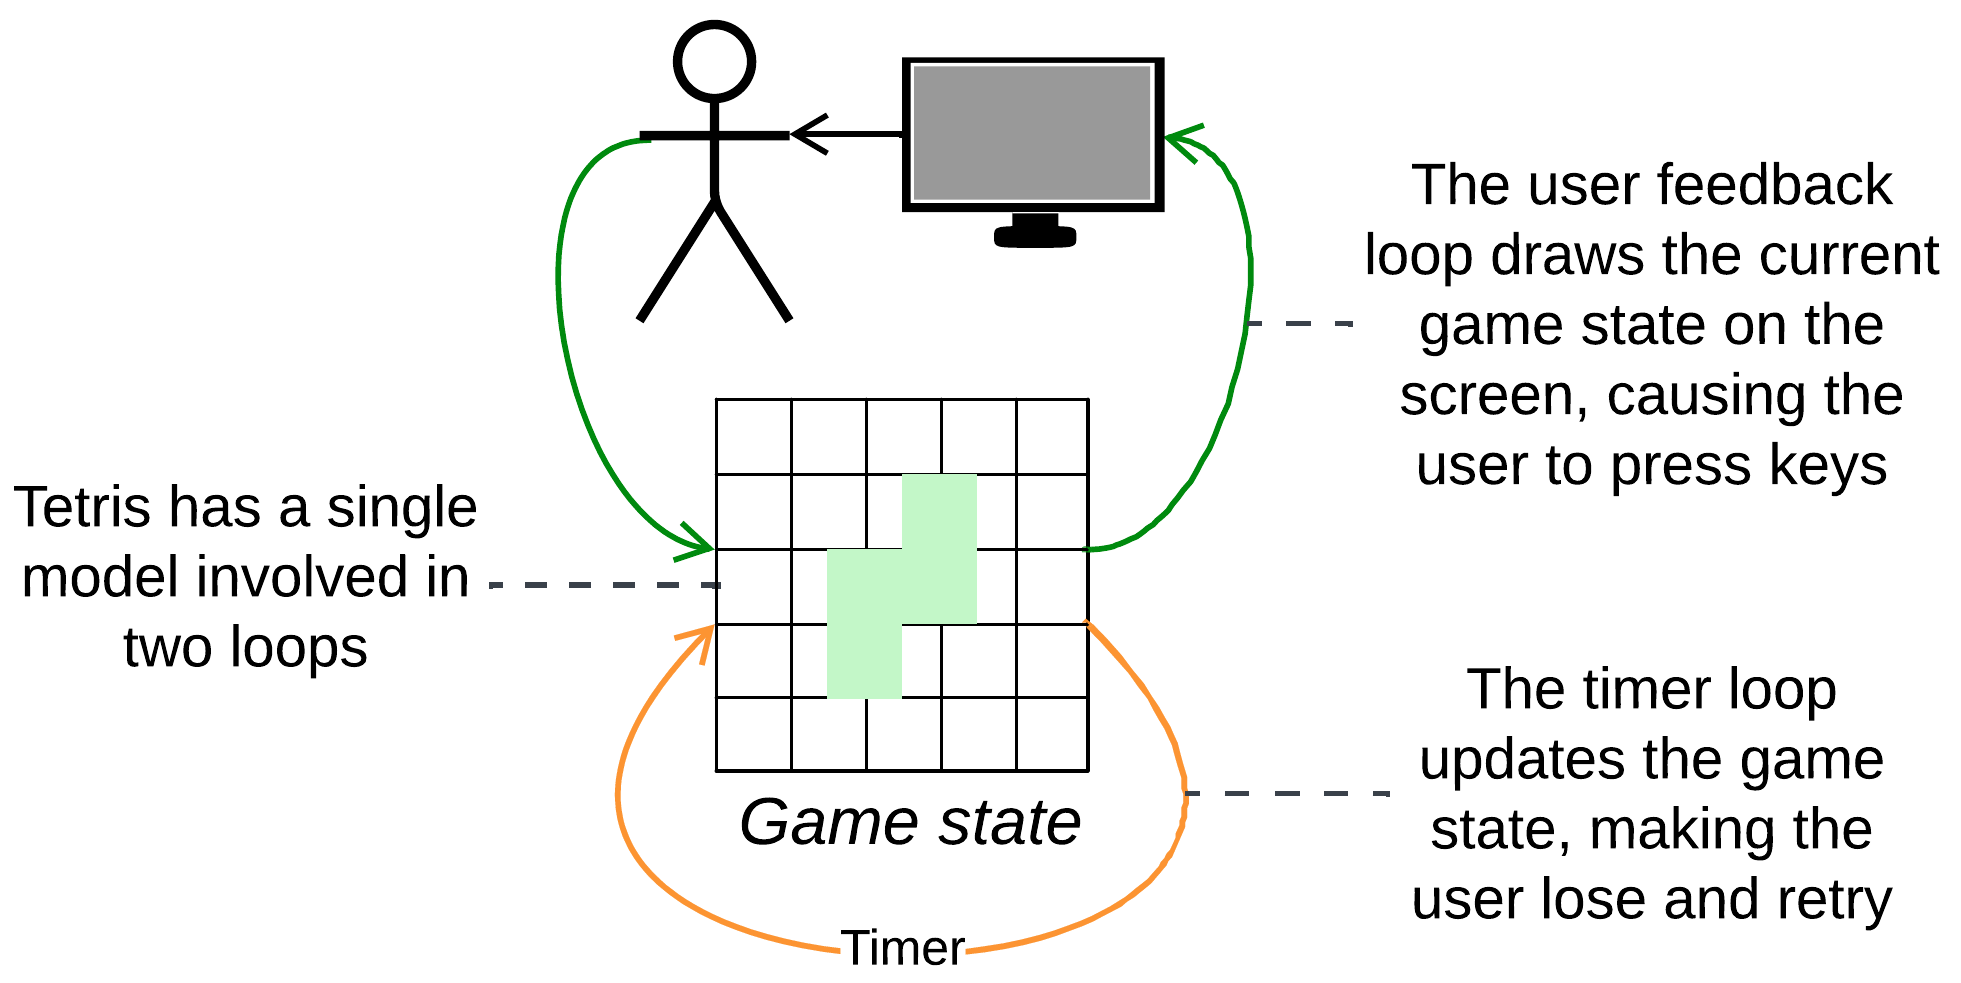 The user feedback
loop draws the current
game state on the
screen, causing the
user to press keys
Tetris has a single
model involved in
two loops
Game state
The timer loop
updates the game
state, making the
user lose and retry
Timer